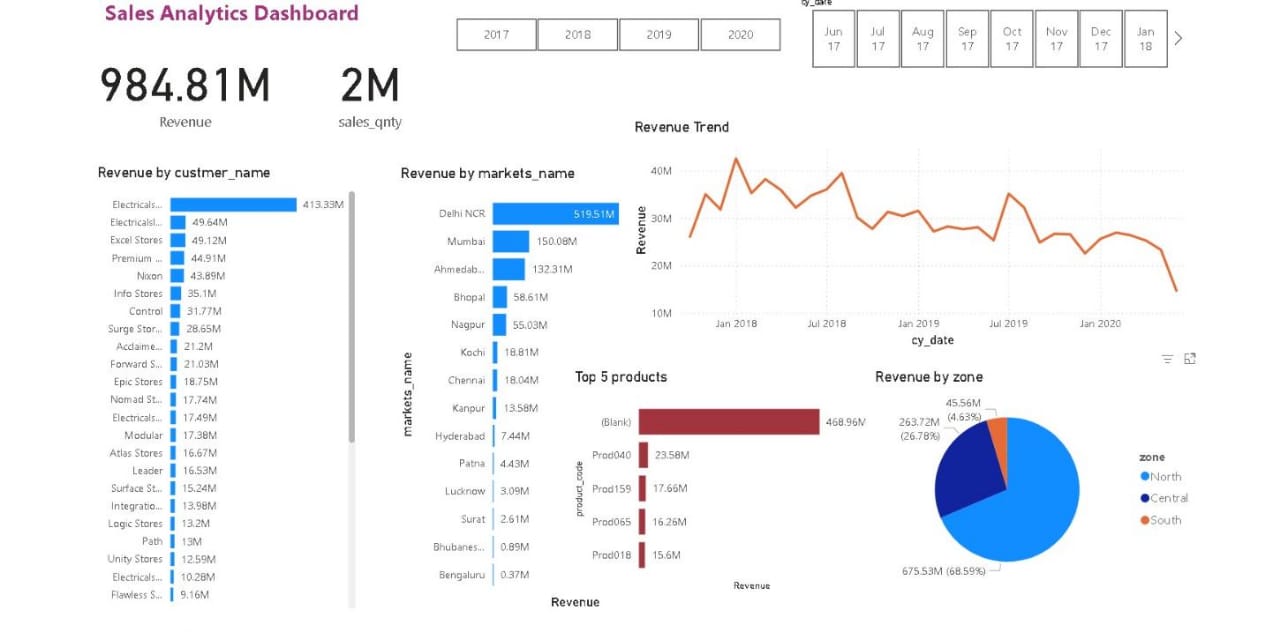 Sales Analytics Dashboard
cy_date
2017
2018
2019
2020
Jun 17
Jul 17
Aug 17
Sep 17
Oct 17
Nov 17
Dec 17
Jan 18
984.81M
Revenue
2M
sales_qnty
Revenue by custmer_name
Electricals... 413.33M
Electricalsl... 49.64M
Excel Stores 49.12M
Premium ... 44.91M
Nixon 43.89M
Info Stores 35.1M
Control 31.77M
Surge Stor... 28.65M
Acclaime... 21.2M
Forward S... 21.03M
Epic Stores 18.75M
Nomad St... 17.74M
Electricals... 17.49M
Modular 17.38M
Atlas Stores 16.67M
Leader 16.53M
Surface St... 15.24M
Integratio... 13.98M
Logic Stores 13.2M
Path 13M
Unity Stores 12.59M
Electricals... 10.28M
Flawless S... 9.16M
Revenue by markets_name
markets_name
Delhi NCR 519.51M
Mumbai 150.08M
Ahmedab... 132.31M
Bhopal 58.61M
Nagpur 55.03M
Kochi 18.81M
Chennai 18.04M
Kanpur 13.58M
Hyderabad 7.44M
Patna 4.43M
Lucknow 3.09M
Surat 2.61M
Bhubanes... 0.89M
Bengaluru 0.37M
Revenue
Revenue Trend
Revenue
40M
30M
20M
10M
Jan 2018
Jul 2018
Jan 2019
Jul 2019
Jan 2020
cy_date
Top 5 products
product_code
(Blank) 468.96M
Prod040 23.58M
Prod159 17.66M
Prod065 16.26M
Prod018 15.6M
Revenue
Revenue by zone
45.56M
(4.63%)
263.72M
(26.78%)
675.53M (68.59%)
zone
North
Central
South